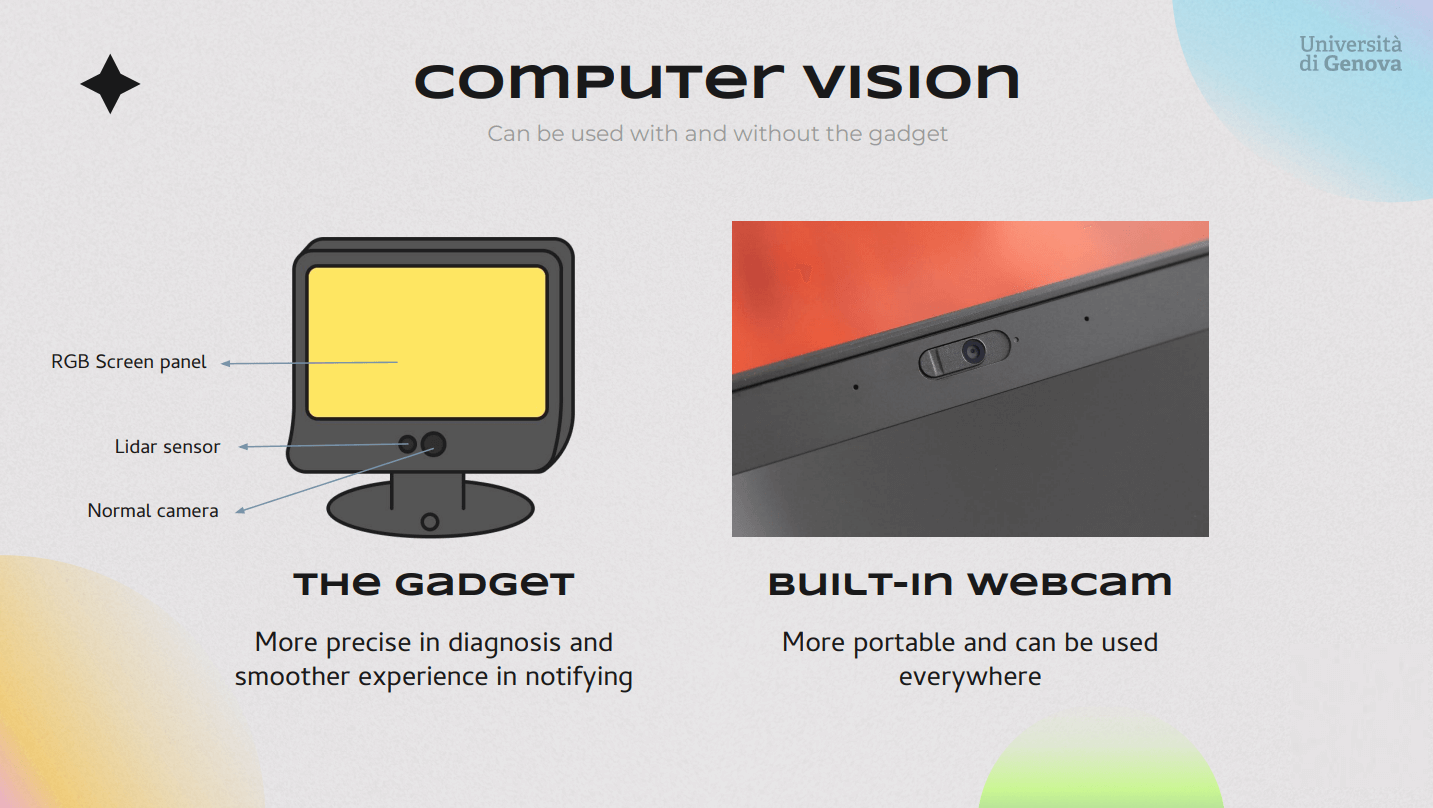 Università
di Genova
COMPUTER VISION
Can be used with and without the gadget
RGB Screen panel
Lidar sensor
Normal camera
THE GADGET
More precise in diagnosis and
smoother experience in notifying
BUILT-IN WEBCAM
More portable and can be used
everywhere